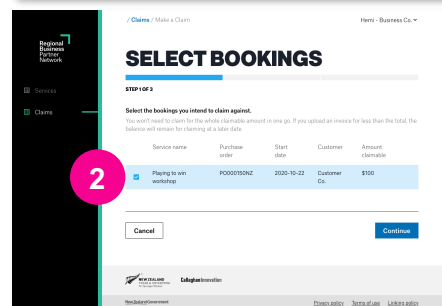 / Claims / Make a Claim
Hemi - Business Co.
Regional
Business
Partner
Network
SELECT BOOKINGS
Services
STEP 1 OF 3
Claims
Select the bookings you intend to claim against.
You won't need to claim for the whole claimable amount in one go. If you upload an invoice for less than the total, the
balance will remain for claiming at a later date.
Service name Purchase order Start date Customer Amount claimable
2
Playing to win workshop PO000150NZ 2020-10-22 Customer Co. $100
Cancel
Continue
NEW ZEALAND
TRADE & ENTERPRISE
Callaghan Innovation
New Zealand Government
Privacy policy Terms of use Linking policy